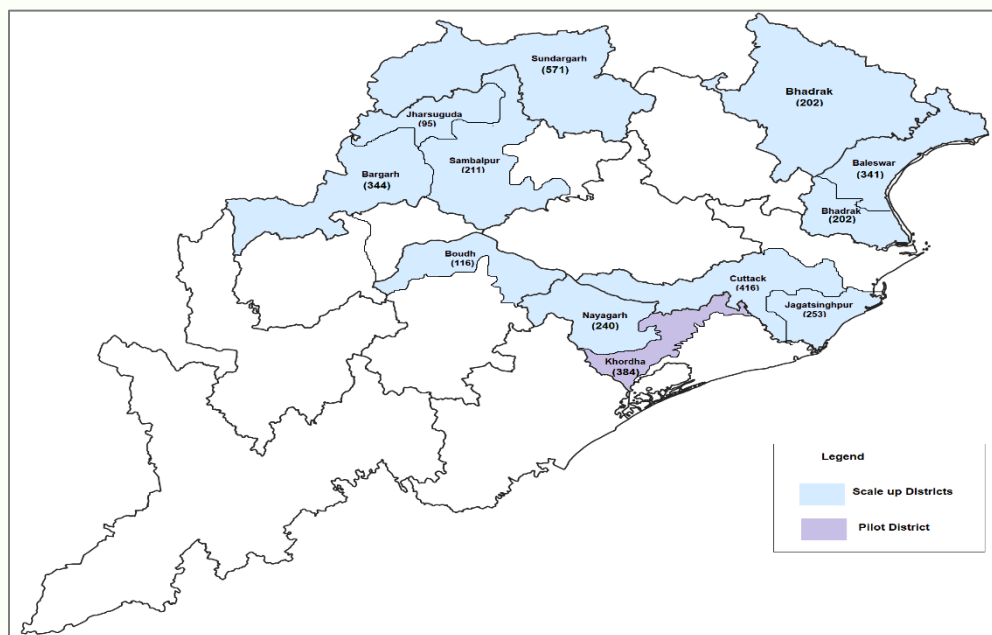 Sundargarh
(571)
Bhadrak
(202)
Jharsuguda
(95)
Sambalpur
(211)
Baleswar
(341)
Bargarh
(344)
Bhadrak
(202)
Boudh
(116)
Cuttack
(416)
Jagatsinghpur
(253)
Nayagarh
(240)
Khordha
(384)
Legend
Scale up Districts
Pilot District